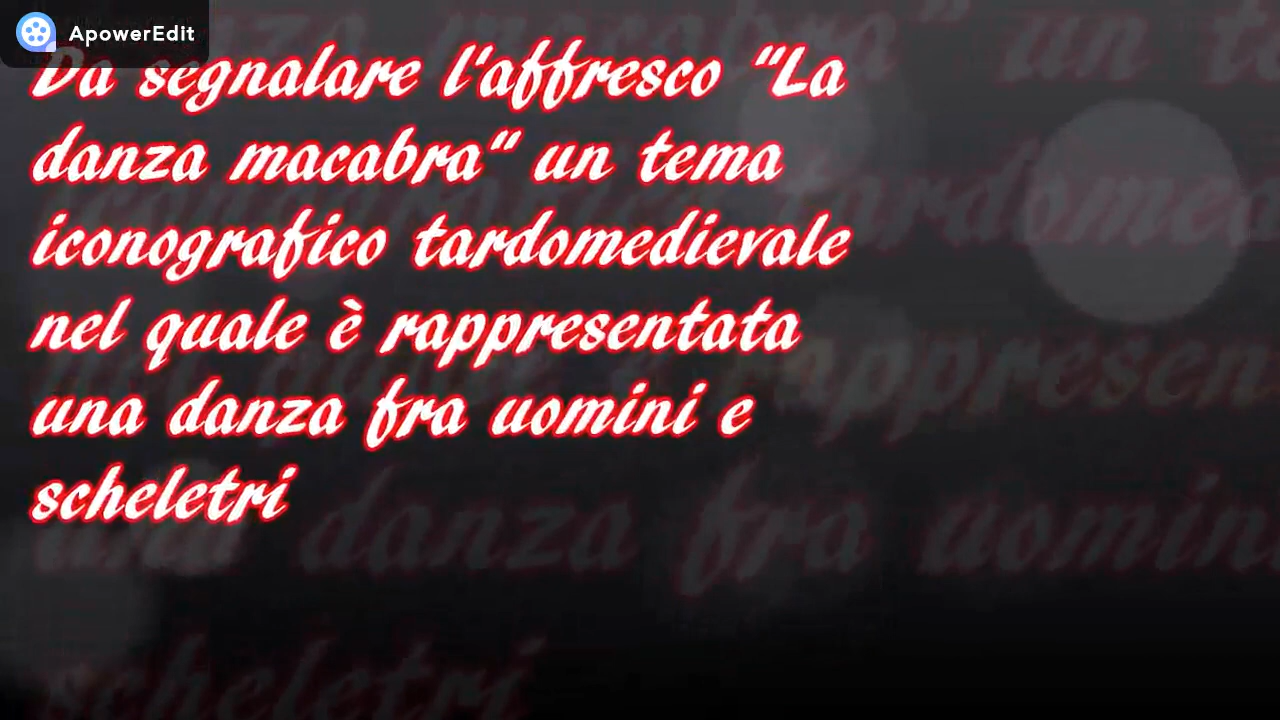 ApowerEdit
Da segnalare l'affresco "La
danza macabra" un tema
iconografico tardomedievale
nel quale è rappresentata
una danza fra uomini e
scheletri